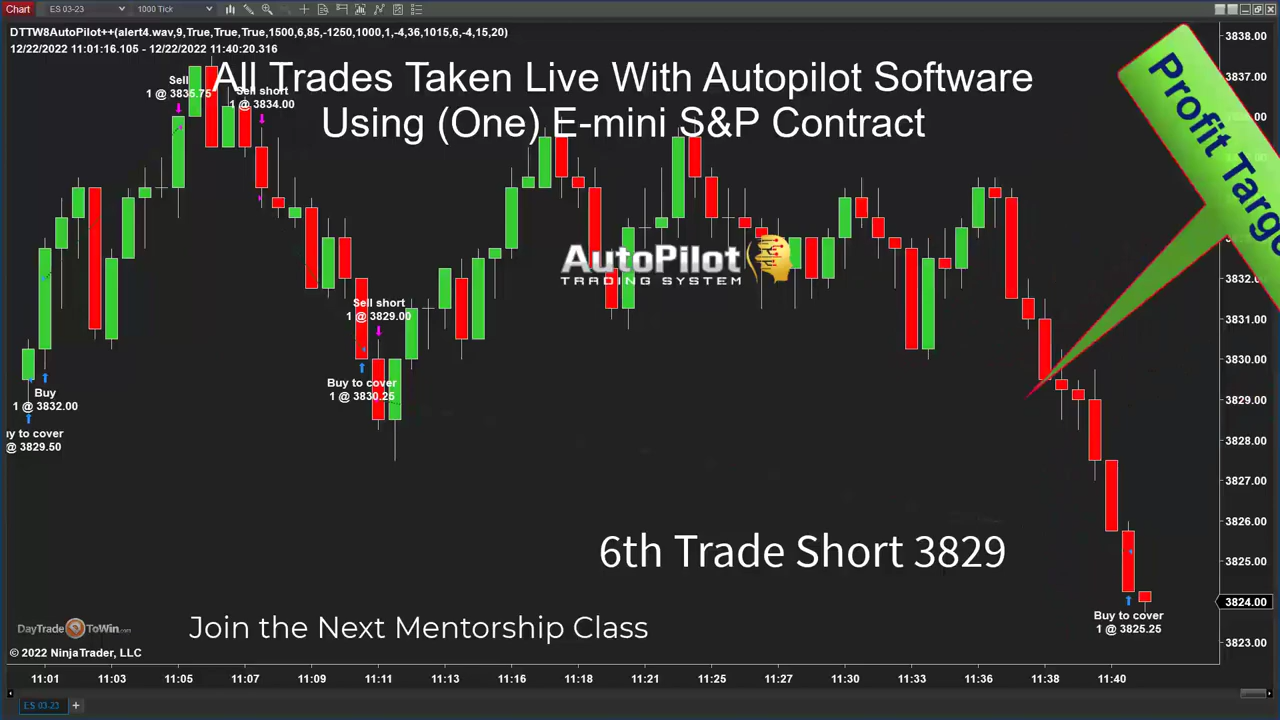 Chart
ES 03-23
1000 Tick
DTTW8AutoPilot++(alert4.wav,9,True,True,True,1500,6,85,-1250,1000,1,-4,36,1015,6,-4,15,20)
12/22/2022 11:01:16.105 - 12/22/2022 11:40:20.316
All Trades Taken Live With Autopilot Software
Using (One) E-mini S&P Contract
Sell
1 @ 3835.75
Sell short
1 @ 3834.00
Profit Targe
AutoPilot
TRADING SYSTEM
Sell short
1 @ 3829.00
Buy to cover
1 @ 3830.25
Buy
1 @ 3832.00
uy to cover
@ 3829.50
6th Trade Short 3829
Buy to cover
1 @ 3825.25
Join the Next Mentorship Class
DayTradeToWin.com
© 2022 NinjaTrader, LLC
3838.00
3837.00
3832.00
3831.00
3830.00
3829.00
3828.00
3827.00
3826.00
3825.00
3824.00
3823.00
11:01 11:03 11:05 11:07 11:09 11:11 11:14 11:16 11:18 11:21 11:24 11:27 11:30 11:33 11:36 11:38 11:40
ES 03-23